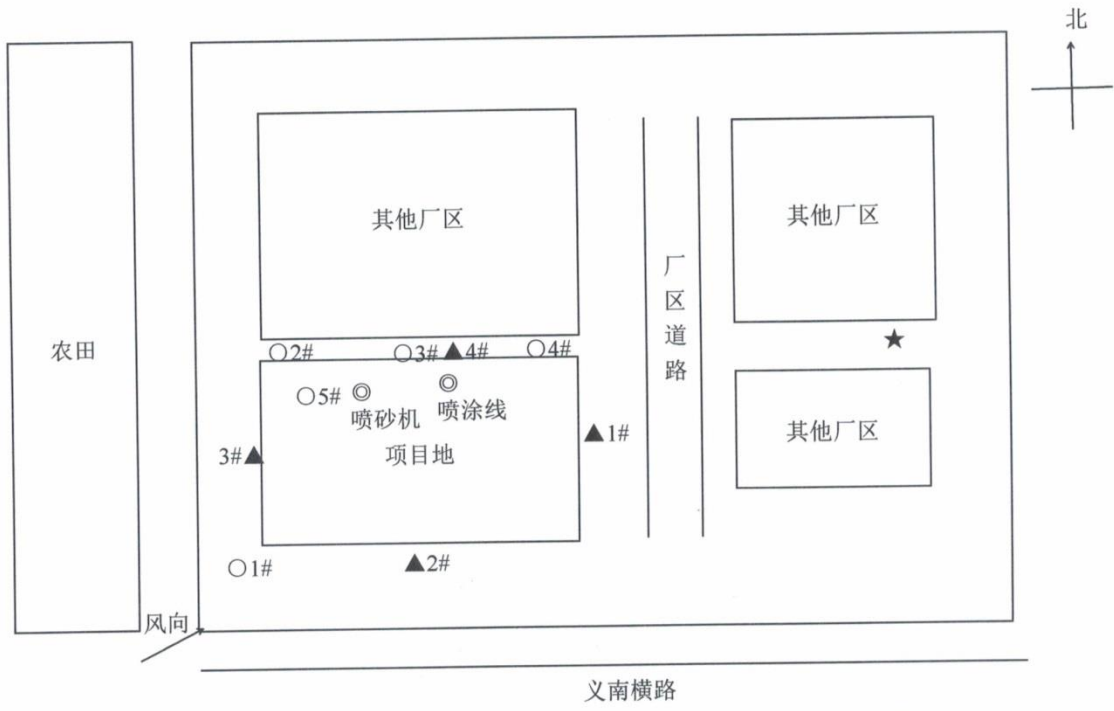 北
其他厂区
其他厂区
厂区道路
农田
○2#
○3#
▲4#
○4#
★
○5#
◎
喷砂机
◎
喷涂线
项目地
3#▲
▲1#
其他厂区
○1#
▲2#
风向
义南横路